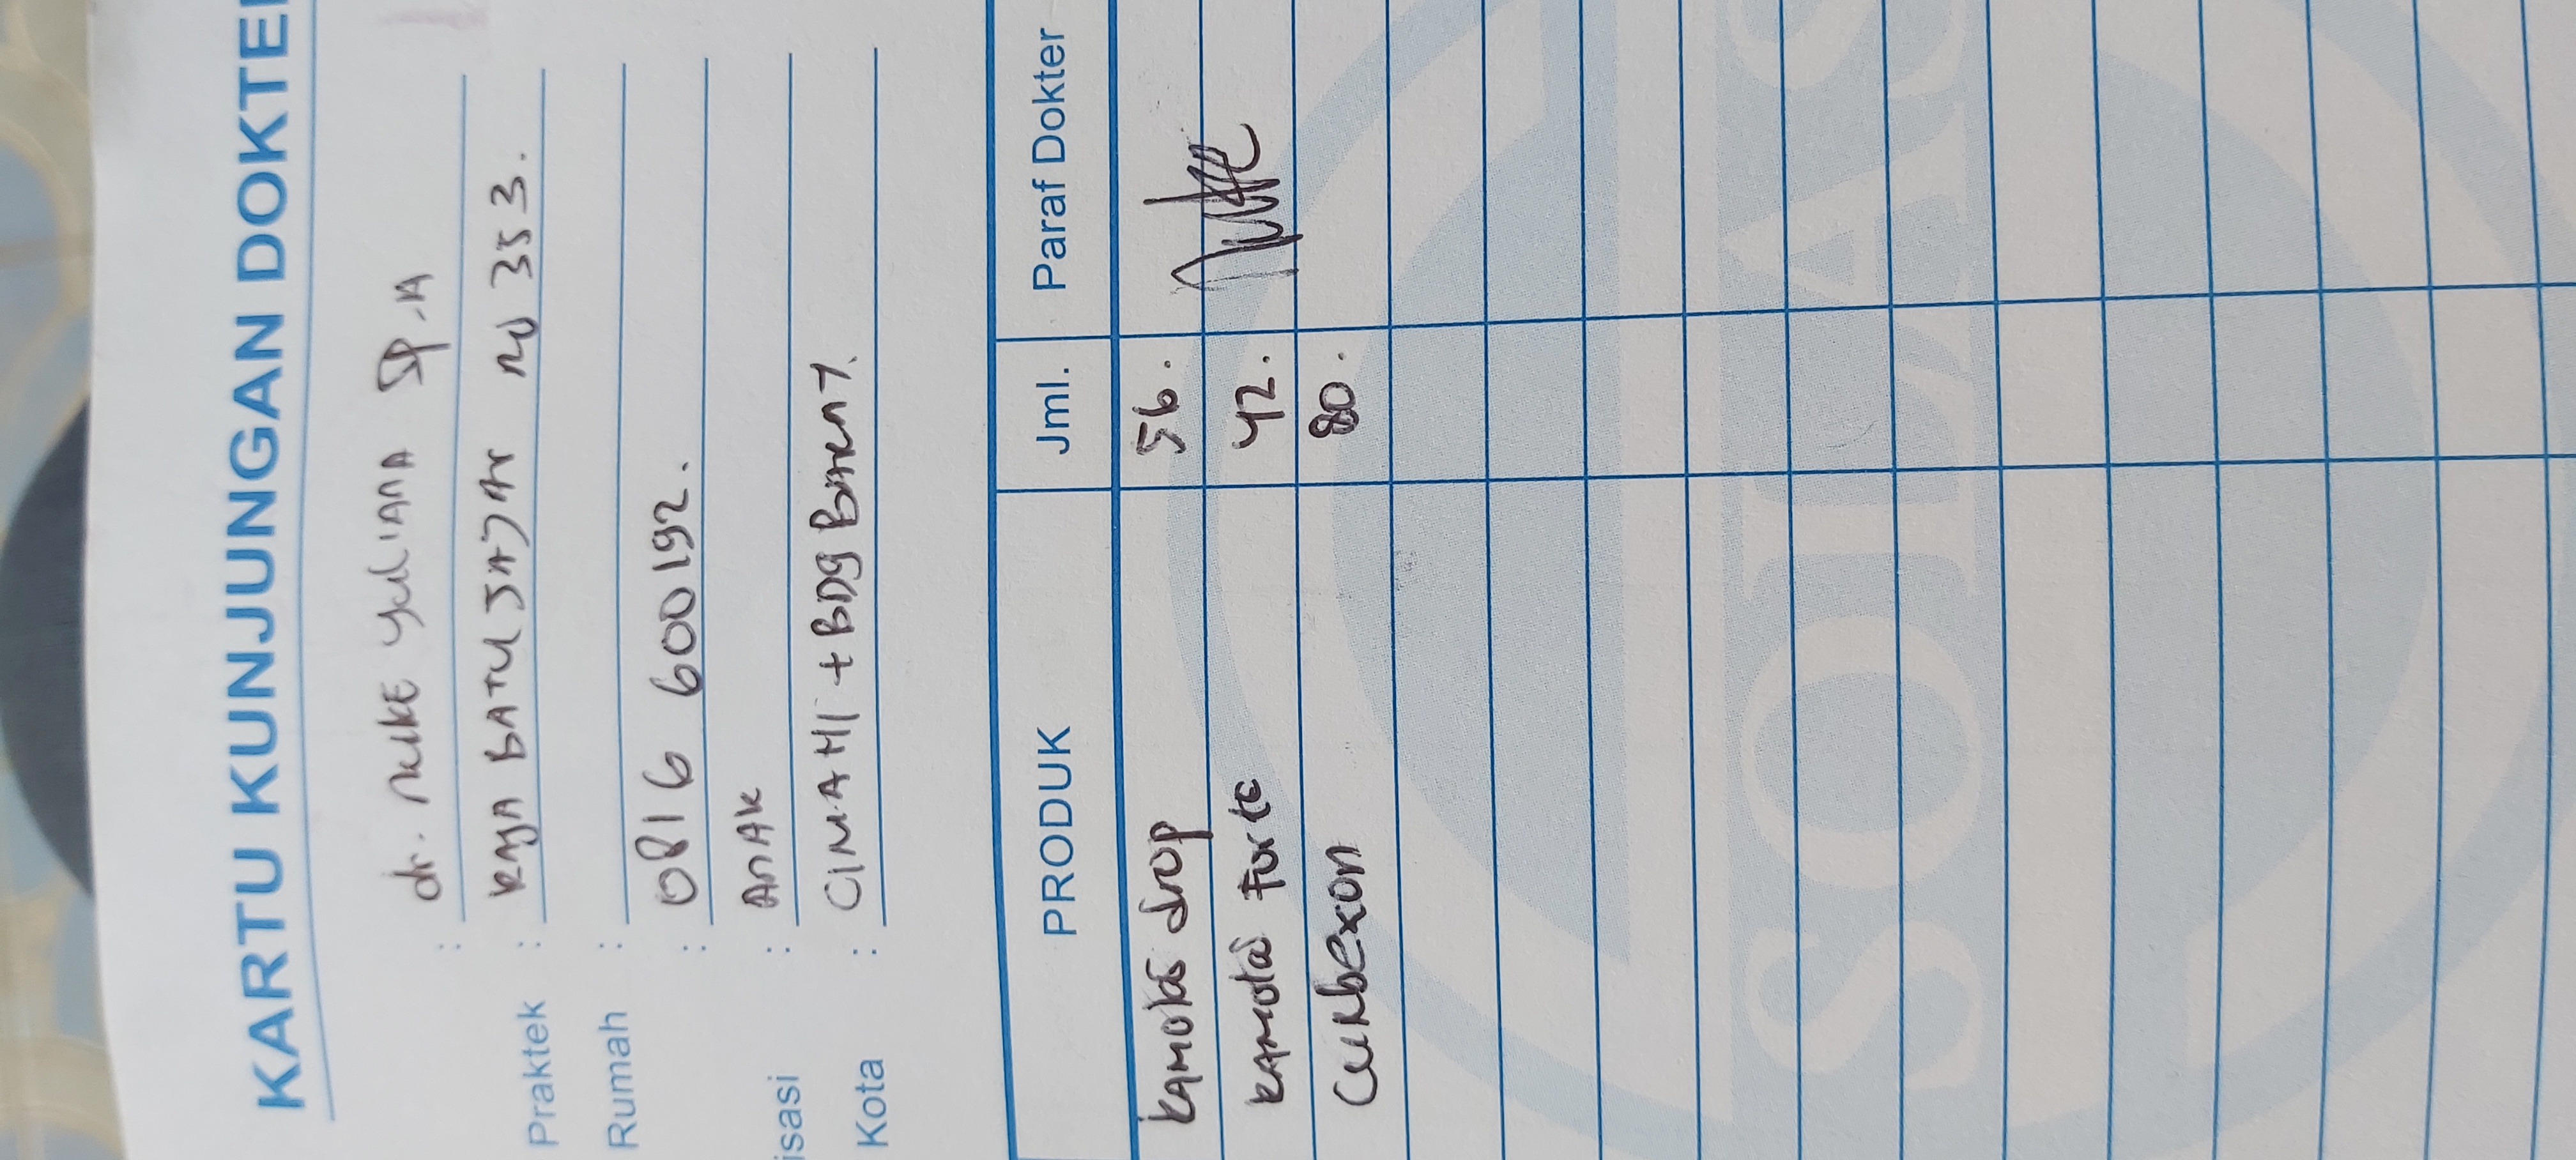 KARTU KUNJUNGAN DOKTE
: dr. Nuke Yuliana Sp.A
Praktek : RAYA BATUJAJAR NO 353.
Rumah :
: 0816 600192.
isasi : ANAK
Kota : CIMAHI + BDG BARAT.
PRODUK Jml. Paraf Dokter
Kamolas drop 56.
Kamolas Forte 42. Nuke
Curbexon 80.
SOLAS